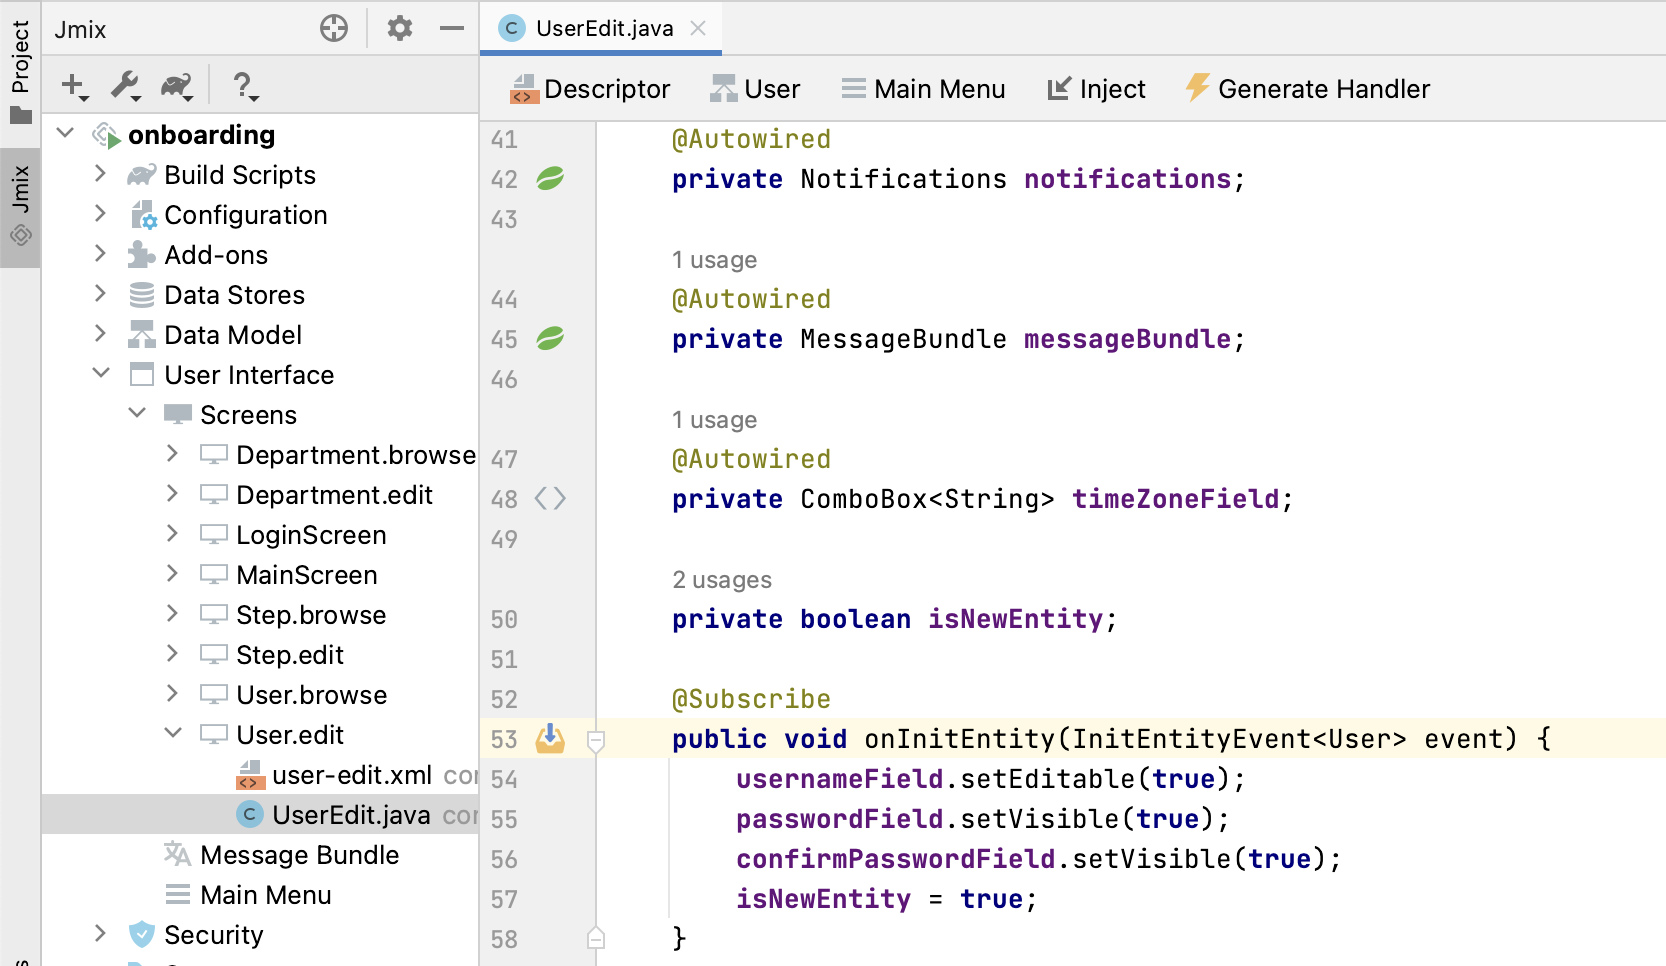 Project
Jmix
Jmix
onboarding
Build Scripts
Configuration
Add-ons
Data Stores
Data Model
User Interface
Screens
Department.browse
Department.edit
LoginScreen
MainScreen
Step.browse
Step.edit
User.browse
User.edit
user-edit.xml
UserEdit.java
Message Bundle
Main Menu
Security
UserEdit.java
Descriptor User Main Menu Inject Generate Handler
41 @Autowired
42 private Notifications notifications;
43
1 usage
44 @Autowired
45 private MessageBundle messageBundle;
46
1 usage
47 @Autowired
48 private ComboBox<String> timeZoneField;
49
2 usages
50 private boolean isNewEntity;
51
52 @Subscribe
53 public void onInitEntity(InitEntityEvent<User> event) {
54 usernameField.setEditable(true);
55 passwordField.setVisible(true);
56 confirmPasswordField.setVisible(true);
57 isNewEntity = true;
58 }